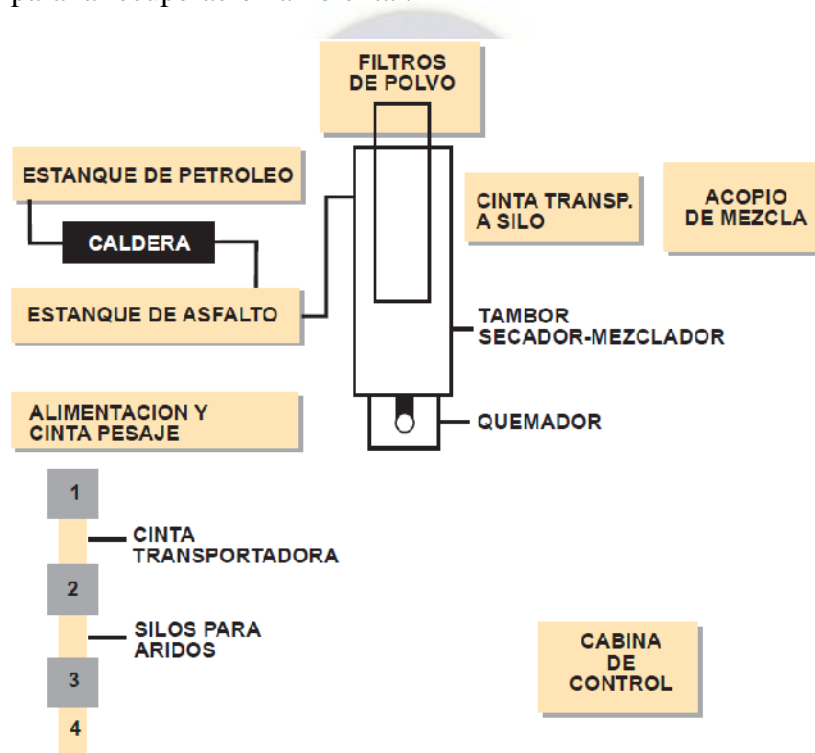 FILTROS
DE POLVO
ESTANQUE DE PETROLEO
CALDERA
ESTANQUE DE ASFALTO
CINTA TRANSP.
A SILO
ACOPIO
DE MEZCLA
TAMBOR
SECADOR-MEZCLADOR
QUEMADOR
ALIMENTACION Y
CINTA PESAJE
1
CINTA
TRANSPORTADORA
2
SILOS PARA
ARIDOS
3
4
CABINA
DE
CONTROL